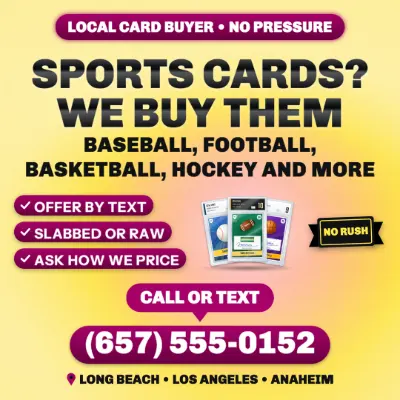 LOCAL CARD BUYER • NO PRESSURE
SPORTS CARDS?
WE BUY THEM
BASEBALL, FOOTBALL,
BASKETBALL, HOCKEY AND MORE
OFFER BY TEXT
SLABBED OR RAW
ASK HOW WE PRICE
10
9
NO RUSH
CALL OR TEXT
(657) 555-0152
LONG BEACH • LOS ANGELES • ANAHEIM